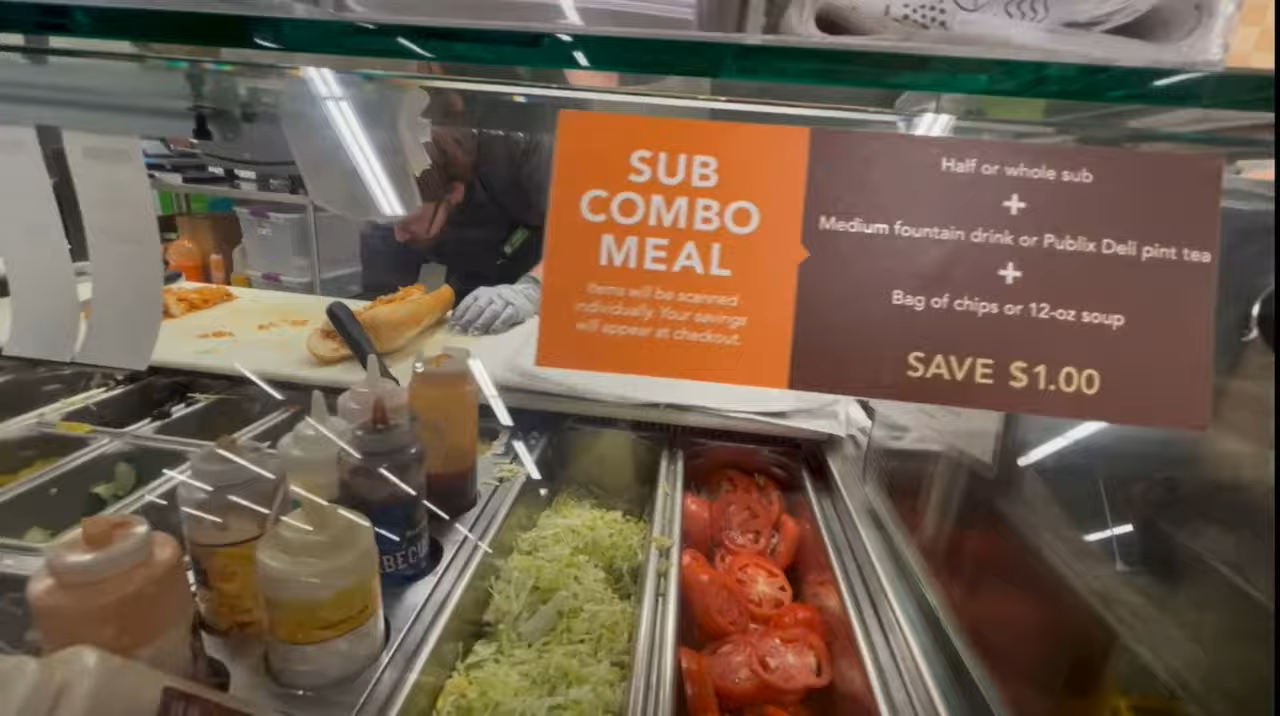 SUB
COMBO
MEAL
Items will be scanned
individually. Your savings
will appear at checkout.
Half or whole sub
+
Medium fountain drink or Publix Deli pint tea
+
Bag of chips or 12-oz soup
SAVE $1.00
BECU